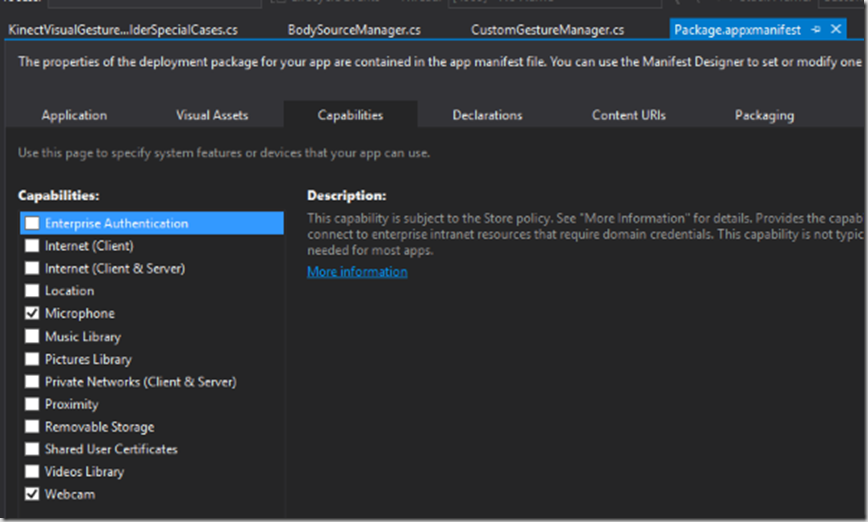 KinectVisualGesture...lderSpecialCases.cs BodySourceManager.cs CustomGestureManager.cs Package.appxmanifest
The properties of the deployment package for your app are contained in the app manifest file. You can use the Manifest Designer to set or modify one
Application Visual Assets Capabilities Declarations Content URIs Packaging
Use this page to specify system features or devices that your app can use.
Capabilities: Description:
Enterprise Authentication
This capability is subject to the Store policy. See "More Information" for details. Provides the capab
connect to enterprise intranet resources that require domain credentials. This capability is not typic
needed for most apps.
More information
Internet (Client)
Internet (Client & Server)
Location
Microphone
Music Library
Pictures Library
Private Networks (Client & Server)
Proximity
Removable Storage
Shared User Certificates
Videos Library
Webcam